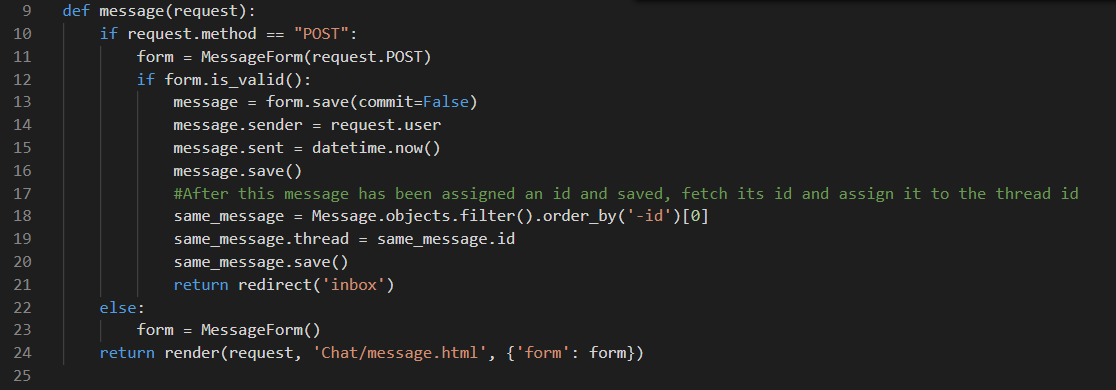 9 def message(request):
10     if request.method == "POST":
11         form = MessageForm(request.POST)
12         if form.is_valid():
13             message = form.save(commit=False)
14             message.sender = request.user
15             message.sent = datetime.now()
16             message.save()
17             #After this message has been assigned an id and saved, fetch its id and assign it to the thread id
18             same_message = Message.objects.filter().order_by('-id')[0]
19             same_message.thread = same_message.id
20             same_message.save()
21             return redirect('inbox')
22     else:
23         form = MessageForm()
24     return render(request, 'Chat/message.html', {'form': form})
25